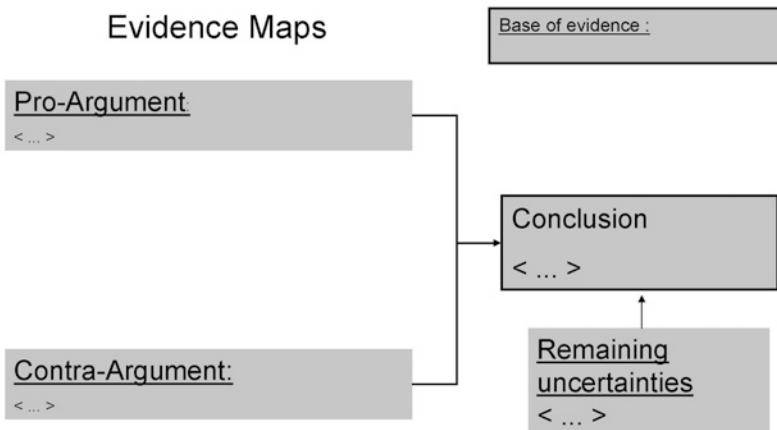 Evidence Maps
Base of evidence :
Pro-Argument:
< ... >
Conclusion
< ... >
Contra-Argument:
< ... >
Remaining
uncertainties
< ... >